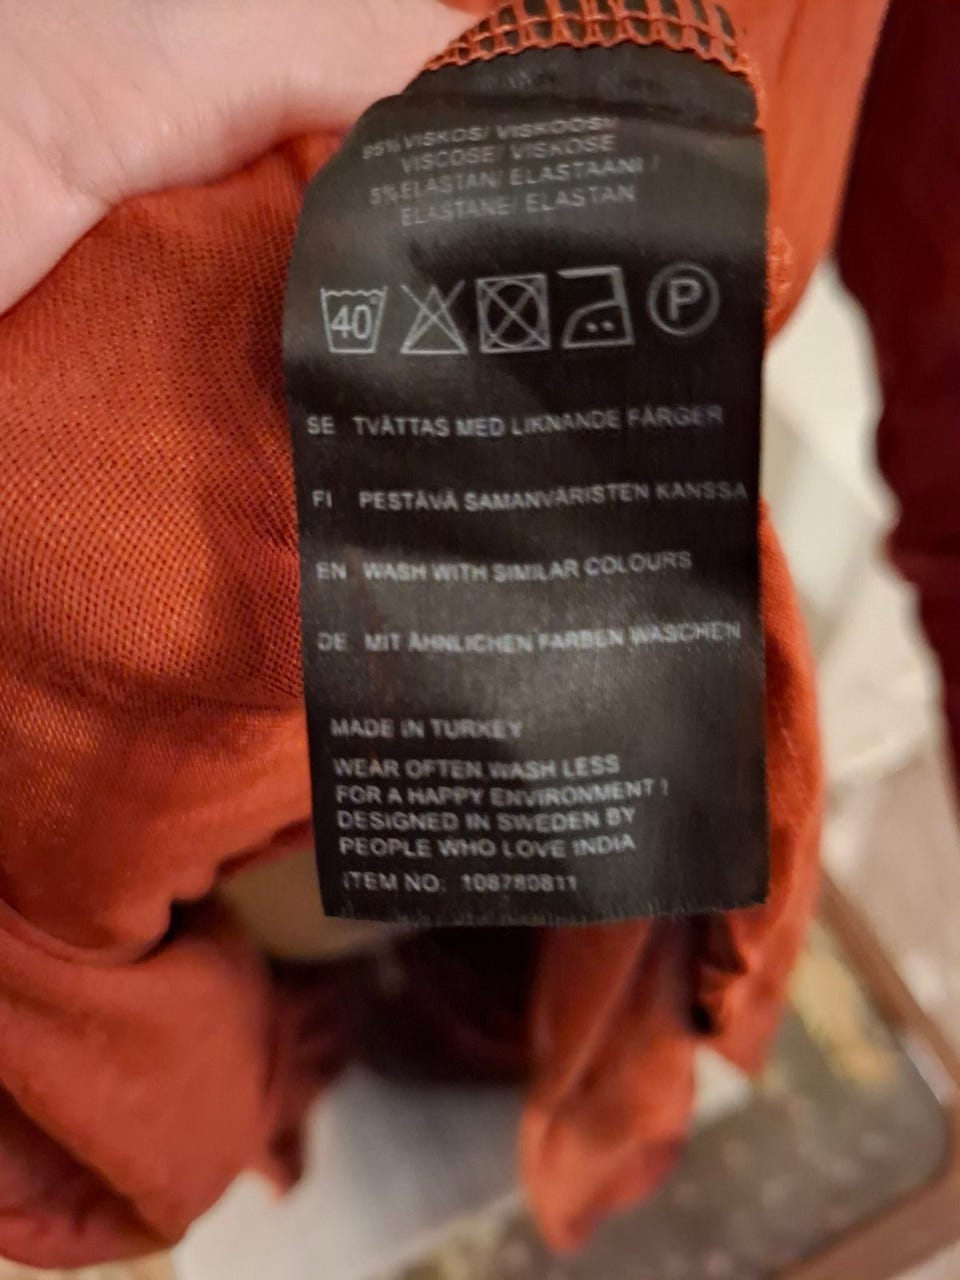 95% VISKOS/ VISKOOSI/
VISCOSE/ VISKOSE
5% ELASTAN/ ELASTAANI/
ELASTANE/ ELASTAN
40° P
SE TVÄTTAS MED LIKNANDE FÄRGER
FI PESTÄVÄ SAMANVÄRISTEN KANSSA
EN WASH WITH SIMILAR COLOURS
DE MIT ÄHNLICHEN FARBEN WASCHEN
MADE IN TURKEY
WEAR OFTEN WASH LESS
FOR A HAPPY ENVIRONMENT !
DESIGNED IN SWEDEN BY
PEOPLE WHO LOVE INDIA
ITEM NO: 108780811